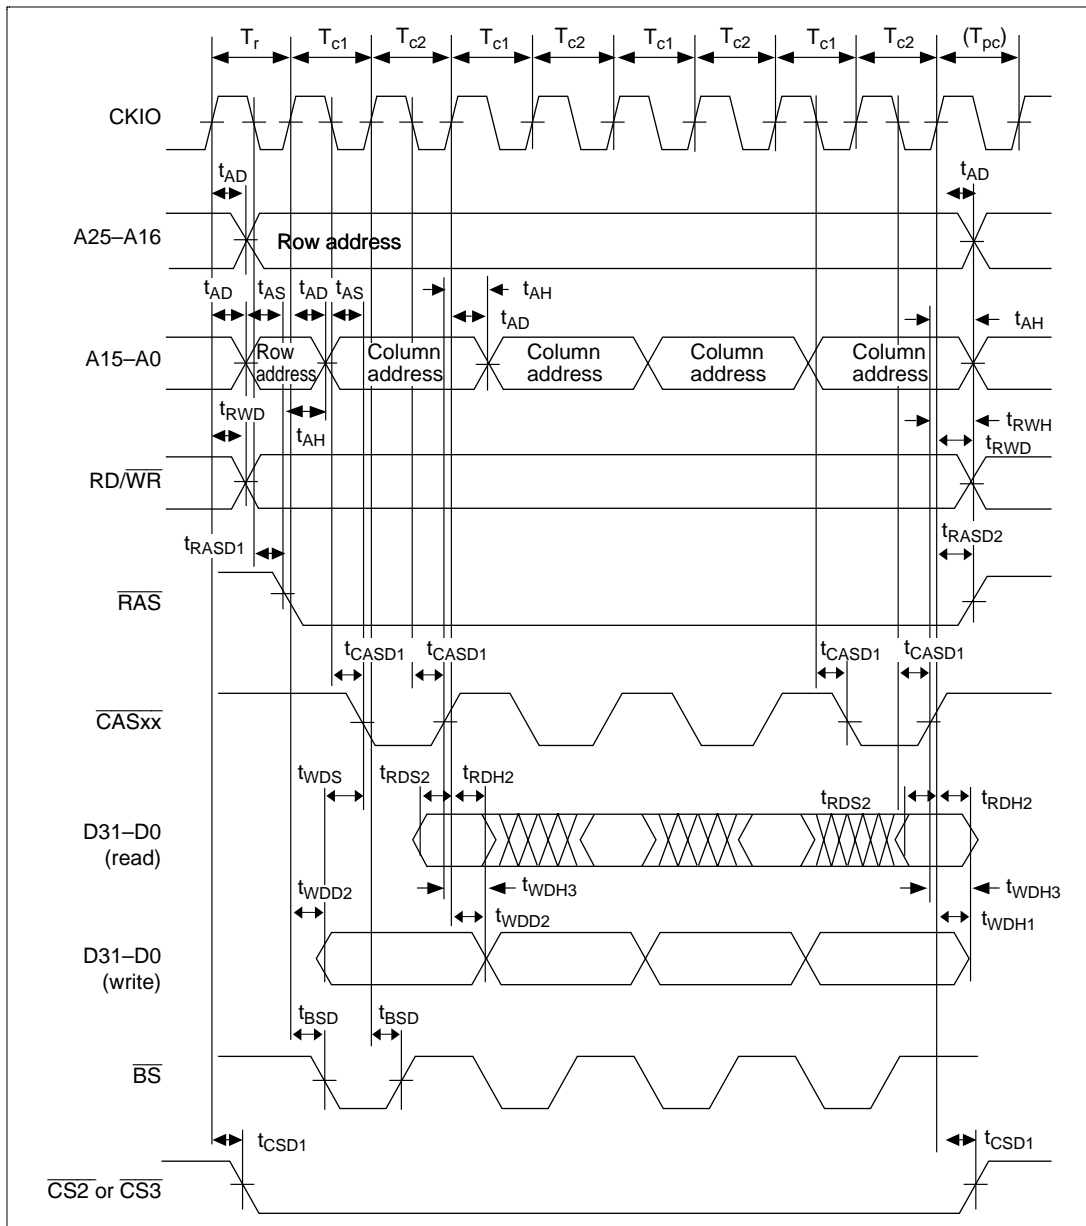 Tr Tc1 Tc2 Tc1 Tc2 Tc1 Tc2 Tc1 Tc2 (Tpc)
CKIO
tAD tAD
A25–A16 Row address
tAD tAS tAD tAS tAH
tAD tAH
A15–A0 Row address Column address Column address Column address Column address
tRWD tAH tRWH
tRWD
RD/WR
tRASD1 tRASD2
RAS
tCASD1 tCASD1 tCASD1 tCASD1
CASxx
tWDS tRDS2 tRDH2 tRDS2 tRDH2
D31–D0
(read)
tWDD2 tWDH3 tWDH3
tWDD2 tWDH1
D31–D0
(write)
tBSD tBSD
BS
tCSD1 tCSD1
CS2 or CS3